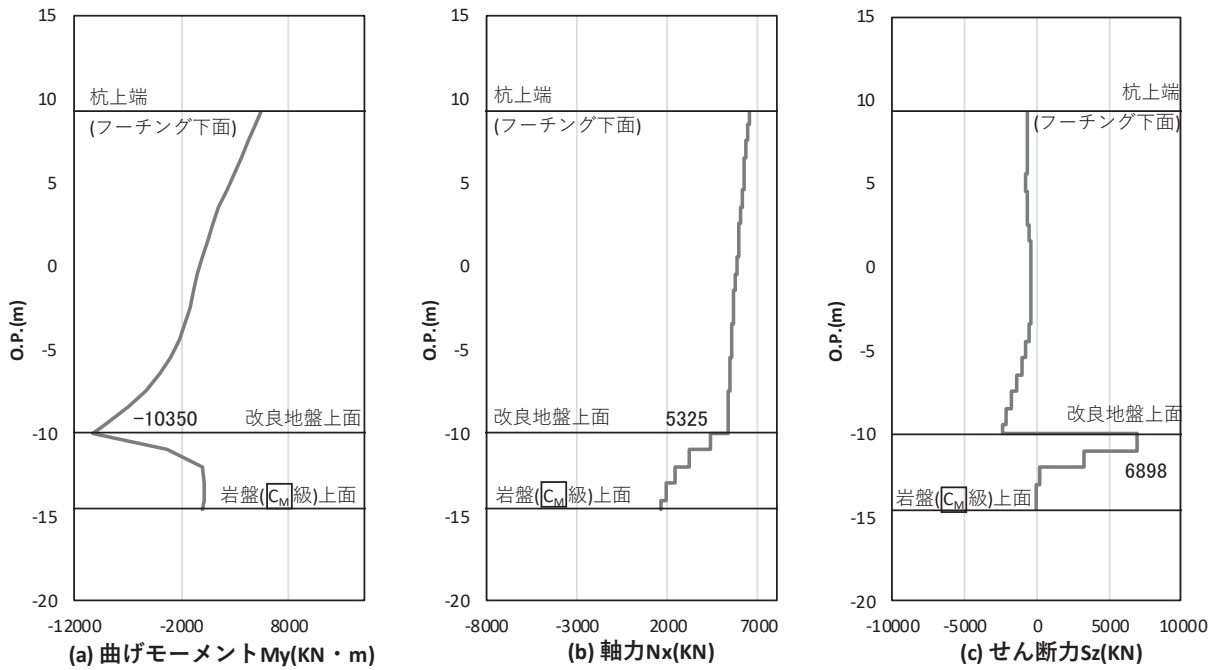 15
10
5
0
-5
-10
-15
-20
O.P.(m)
杭上端
(フーチング下面)
−10350
改良地盤上面
岩盤(CM級)上面
-12000 -2000 8000
(a) 曲げモーメントMy(KN・m)
15
10
5
0
-5
-10
-15
-20
O.P.(m)
杭上端
(フーチング下面)
改良地盤上面
5325
岩盤(CM級)上面
-8000 -3000 2000 7000
(b) 軸力Nx(KN)
15
10
5
0
-5
-10
-15
-20
O.P.(m)
杭上端
(フーチング下面)
改良地盤上面
6898
岩盤(CM級)上面
-10000 -5000 0 5000 10000
(c) せん断力Sz(KN)